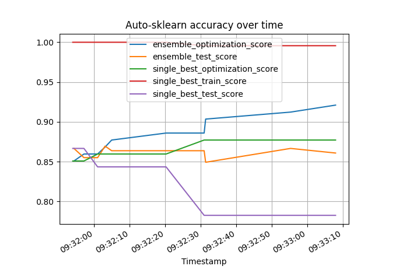 Auto-sklearn accuracy over time
ensemble_optimization_score
ensemble_test_score
single_best_optimization_score
single_best_train_score
single_best_test_score
1.00
0.95
0.90
0.85
0.80
09:32:00
09:32:10
09:32:20
09:32:30
09:32:40
09:32:50
09:33:00
09:33:10
Timestamp